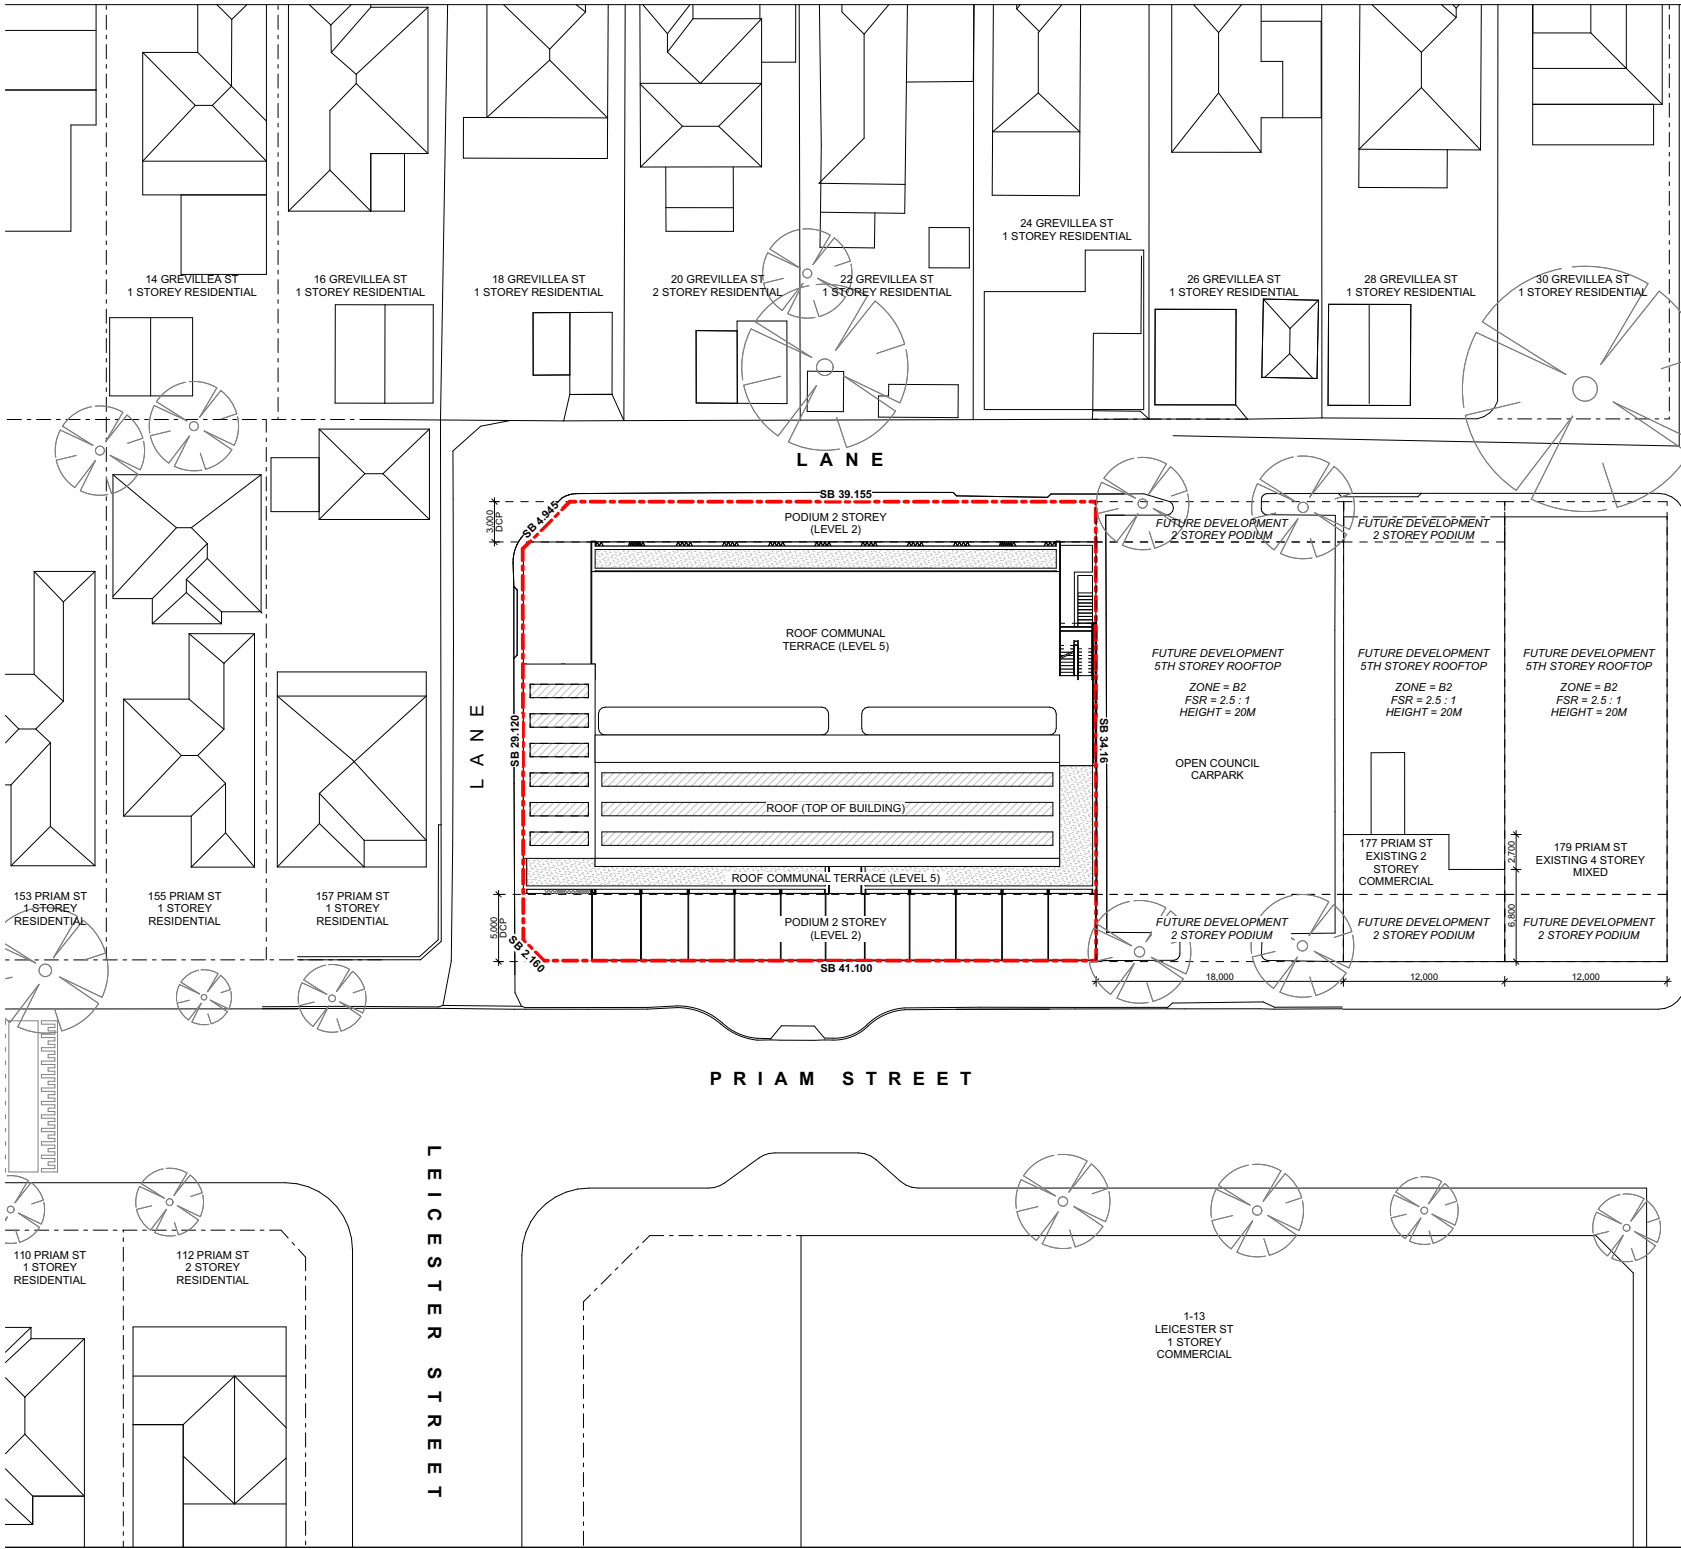 24 GREVILLEA ST
1 STOREY RESIDENTIAL
14 GREVILLEA ST
1 STOREY RESIDENTIAL
16 GREVILLEA ST
1 STOREY RESIDENTIAL
18 GREVILLEA ST
1 STOREY RESIDENTIAL
20 GREVILLEA ST
2 STOREY RESIDENTIAL
22 GREVILLEA ST
1 STOREY RESIDENTIAL
26 GREVILLEA ST
1 STOREY RESIDENTIAL
28 GREVILLEA ST
1 STOREY RESIDENTIAL
30 GREVILLEA ST
1 STOREY RESIDENTIAL
LANE
SB 39.155
SB 4.945
3,000
DCP
PODIUM 2 STOREY
(LEVEL 2)
FUTURE DEVELOPMENT
2 STOREY PODIUM
FUTURE DEVELOPMENT
2 STOREY PODIUM
ROOF COMMUNAL
TERRACE (LEVEL 5)
FUTURE DEVELOPMENT
5TH STOREY ROOFTOP
ZONE = B2
FSR = 2.5 : 1
HEIGHT = 20M
FUTURE DEVELOPMENT
5TH STOREY ROOFTOP
ZONE = B2
FSR = 2.5 : 1
HEIGHT = 20M
FUTURE DEVELOPMENT
5TH STOREY ROOFTOP
ZONE = B2
FSR = 2.5 : 1
HEIGHT = 20M
LANE
SB 29.120
SB 34.16
OPEN COUNCIL
CARPARK
ROOF (TOP OF BUILDING)
177 PRIAM ST
EXISTING 2
STOREY
COMMERCIAL
2,700
179 PRIAM ST
EXISTING 4 STOREY
MIXED
ROOF COMMUNAL TERRACE (LEVEL 5)
153 PRIAM ST
1 STOREY
RESIDENTIAL
155 PRIAM ST
1 STOREY
RESIDENTIAL
157 PRIAM ST
1 STOREY
RESIDENTIAL
5,000
DCP
SB 2.160
PODIUM 2 STOREY
(LEVEL 2)
SB 41.100
FUTURE DEVELOPMENT
2 STOREY PODIUM
FUTURE DEVELOPMENT
2 STOREY PODIUM
6,800
FUTURE DEVELOPMENT
2 STOREY PODIUM
18,000
12,000
12,000
PRIAM STREET
LEICESTER STREET
110 PRIAM ST
1 STOREY
RESIDENTIAL
112 PRIAM ST
2 STOREY
RESIDENTIAL
1-13
LEICESTER ST
1 STOREY
COMMERCIAL